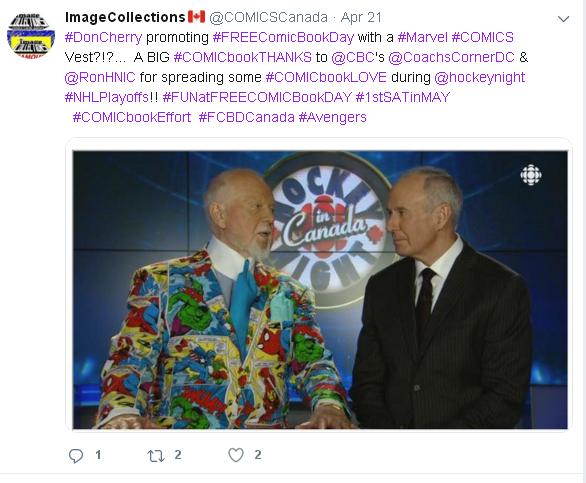 ImageCollections @COMICSCanada · Apr 21
#DonCherry promoting #FREEComicBookDay with a #Marvel #COMICS
Vest?!?... A BIG #COMICbookTHANKS to @CBC's @CoachsCornerDC &
@RonHNIC for spreading some #COMICbookLOVE during @hockeynight
#NHLPlayoffs!! #FUNatFREECOMICBookDAY #1stSATinMAY
#COMICbookEffort #FCBDCanada #Avengers
HOCKEY
in
Canada
NIGHT
1 2 2